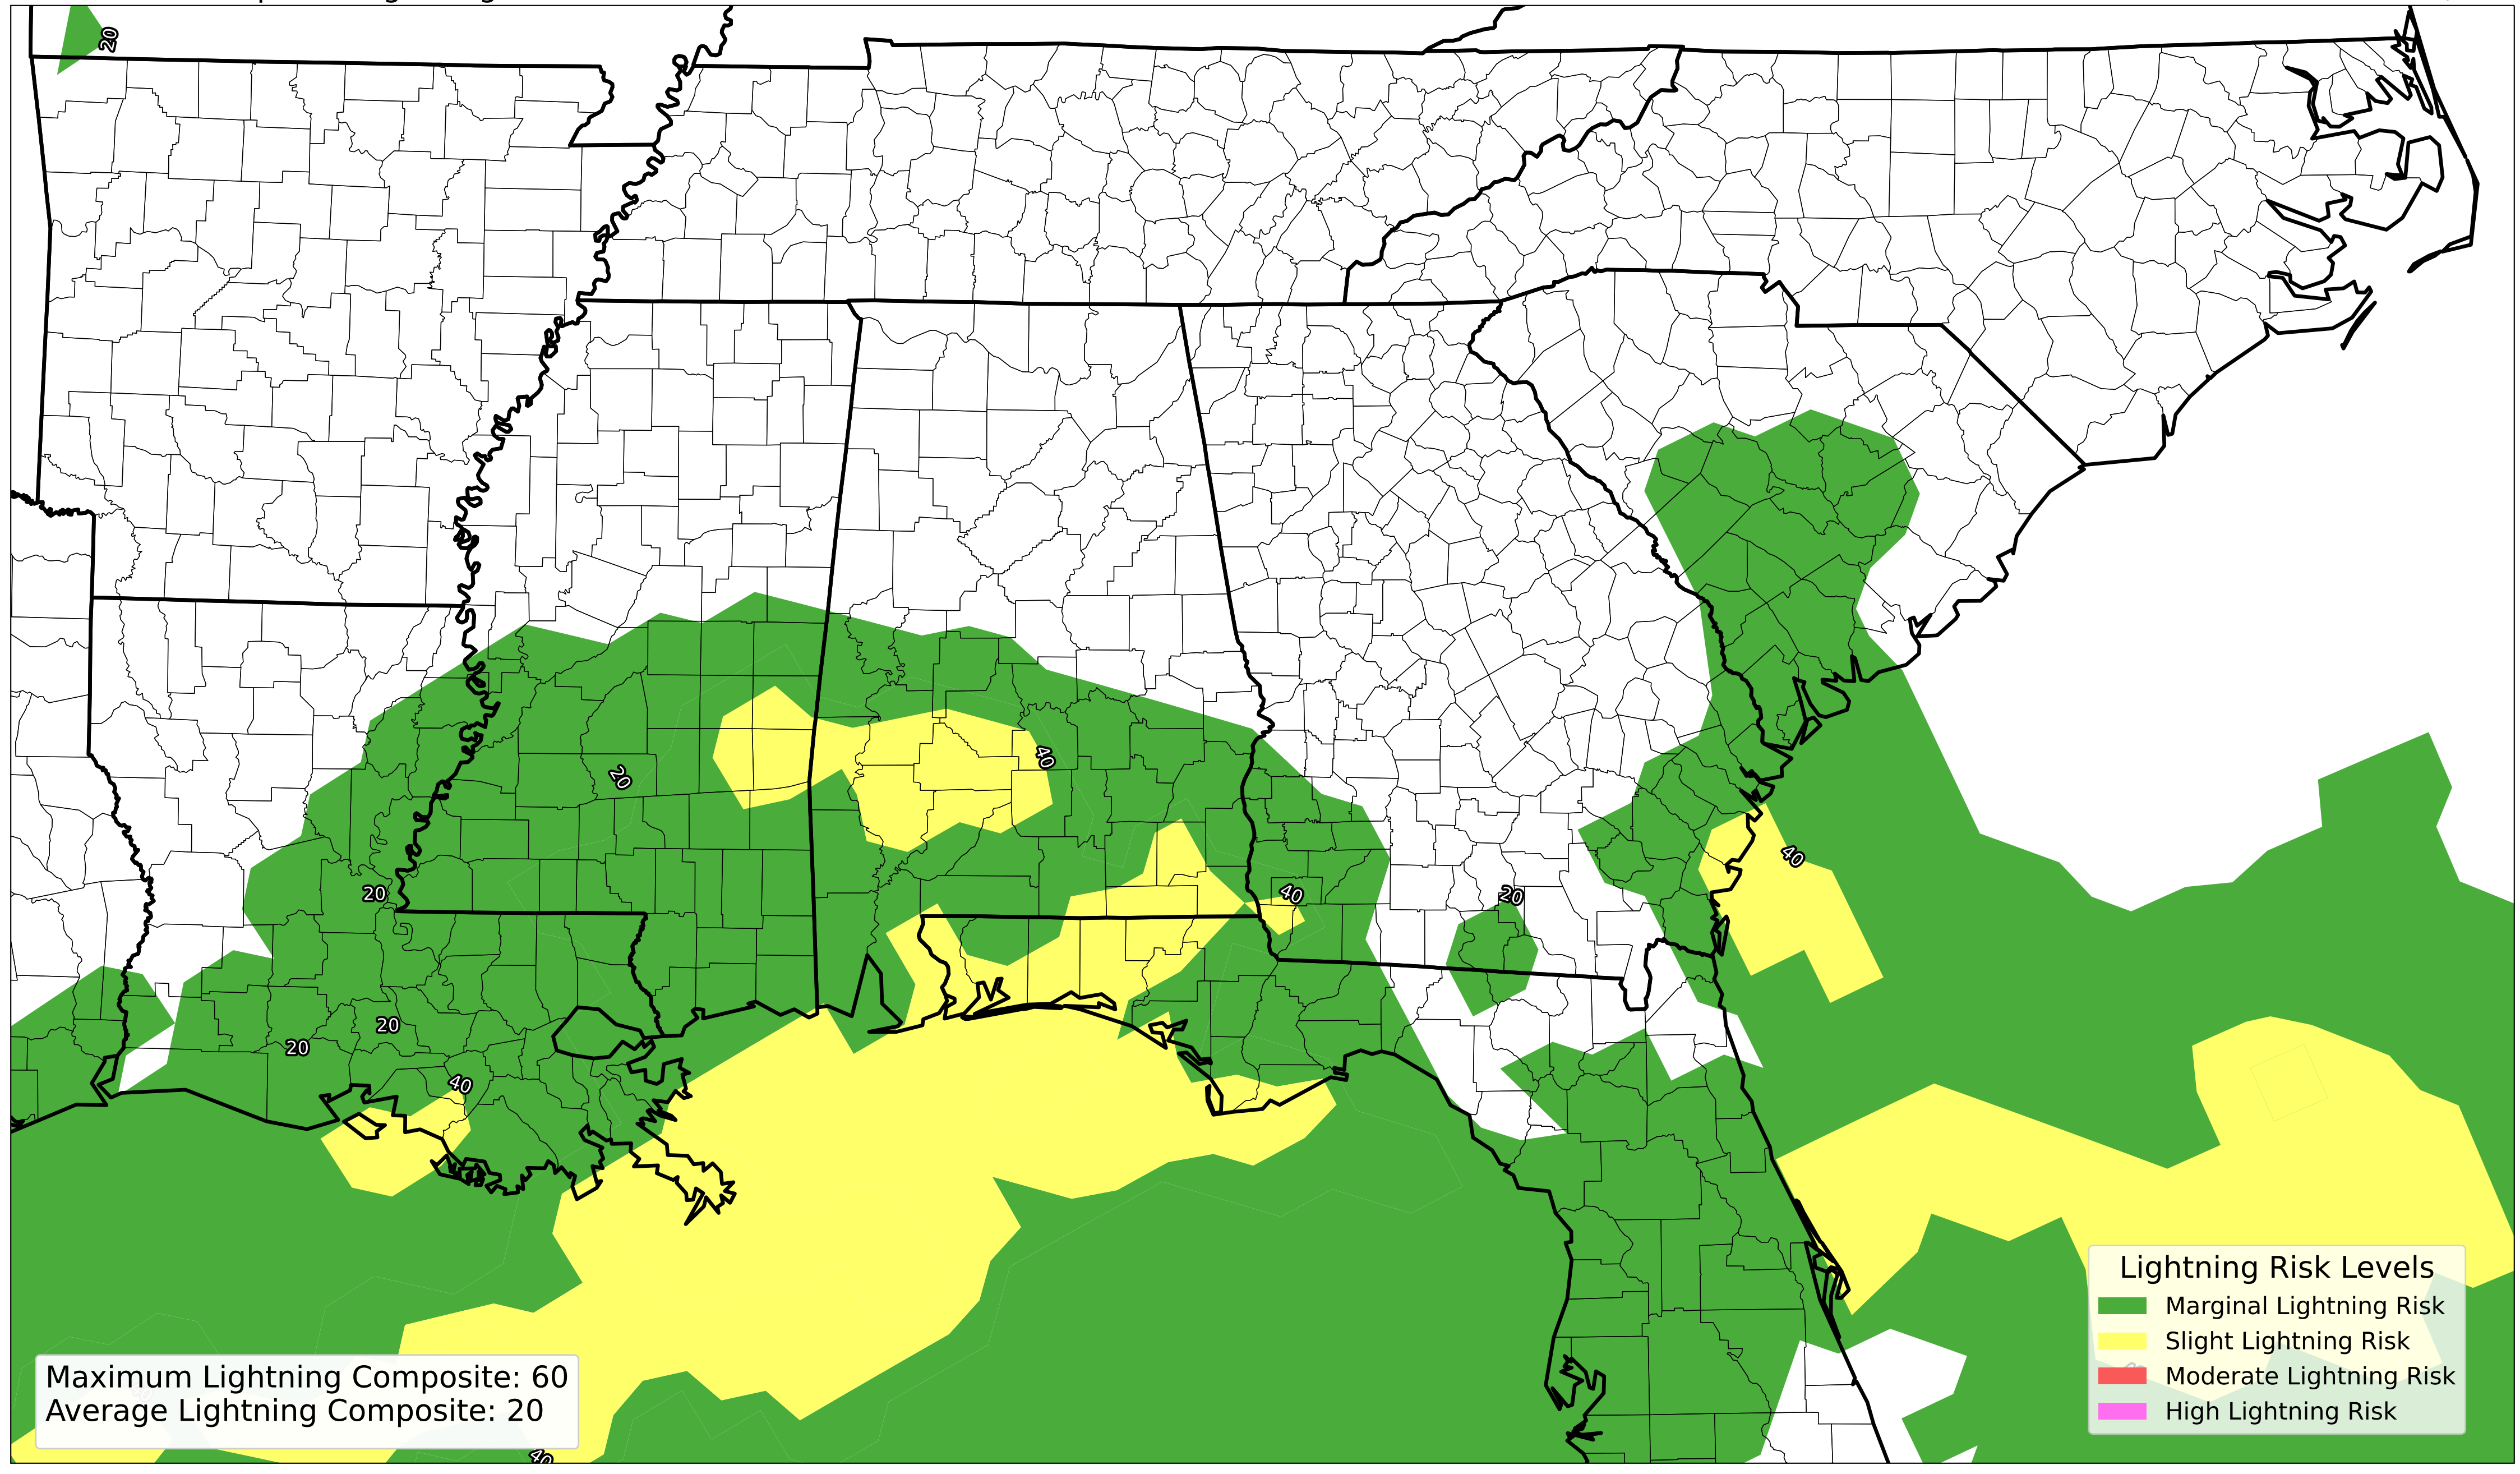 20
40
20
40
20
40
20
40
20
20
40
Lightning Risk Levels
Marginal Lightning Risk
Slight Lightning Risk
Moderate Lightning Risk
High Lightning Risk
Maximum Lightning Composite: 60
Average Lightning Composite: 20
40